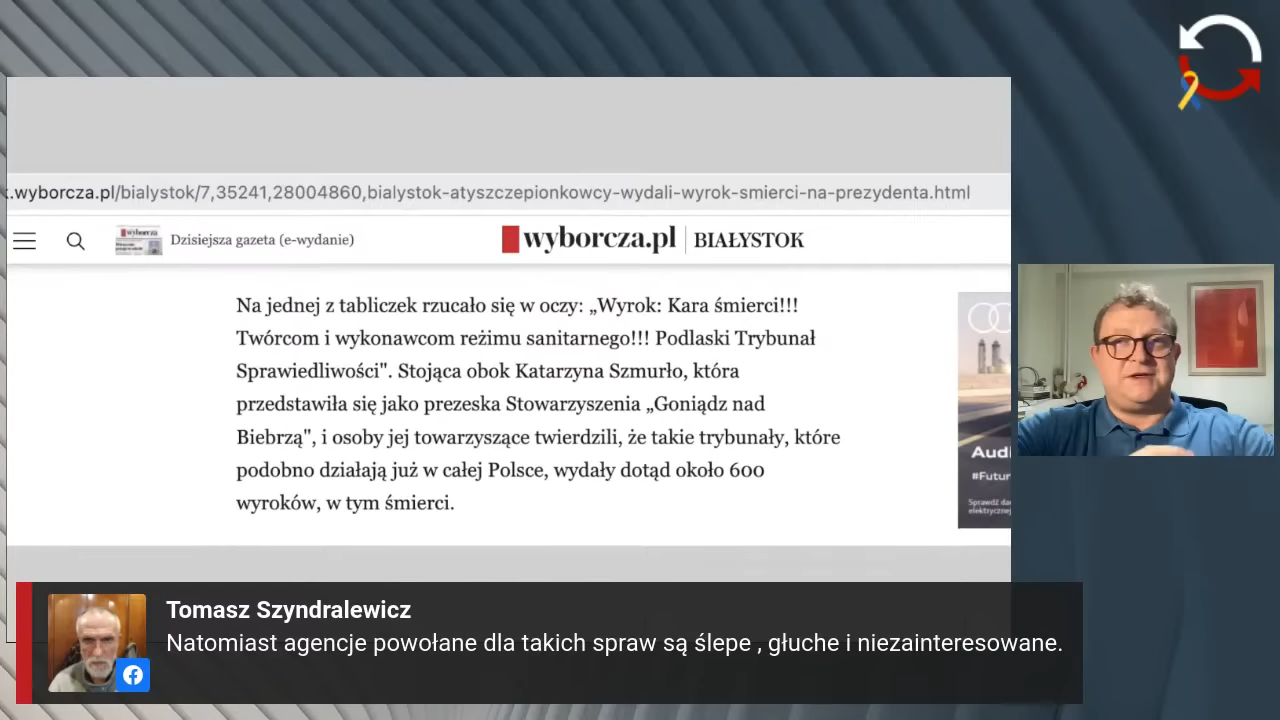 .wyborcza.pl/bialystok/7,35241,28004860,bialystok-atyszczepionkowcy-wydali-wyrok-smierci-na-prezydenta.html
Dzisiejsza gazeta (e-wydanie)
wyborcza.pl BIAŁYSTOK
Na jednej z tabliczek rzucało się w oczy: „Wyrok: Kara śmierci!!!
Twórcom i wykonawcom reżimu sanitarnego!!! Podlaski Trybunał
Sprawiedliwości". Stojąca obok Katarzyna Szmurło, która
przedstawiła się jako prezeska Stowarzyszenia „Goniądz nad
Biebrzą", i osoby jej towarzyszące twierdzili, że takie trybunały, które
podobno działają już w całej Polsce, wydały dotąd około 600
wyroków, w tym śmierci.
Audi
#Futur
Sprawdź da
elektrycznej
Tomasz Szyndralewicz
Natomiast agencje powołane dla takich spraw są ślepe , głuche i niezainteresowane.